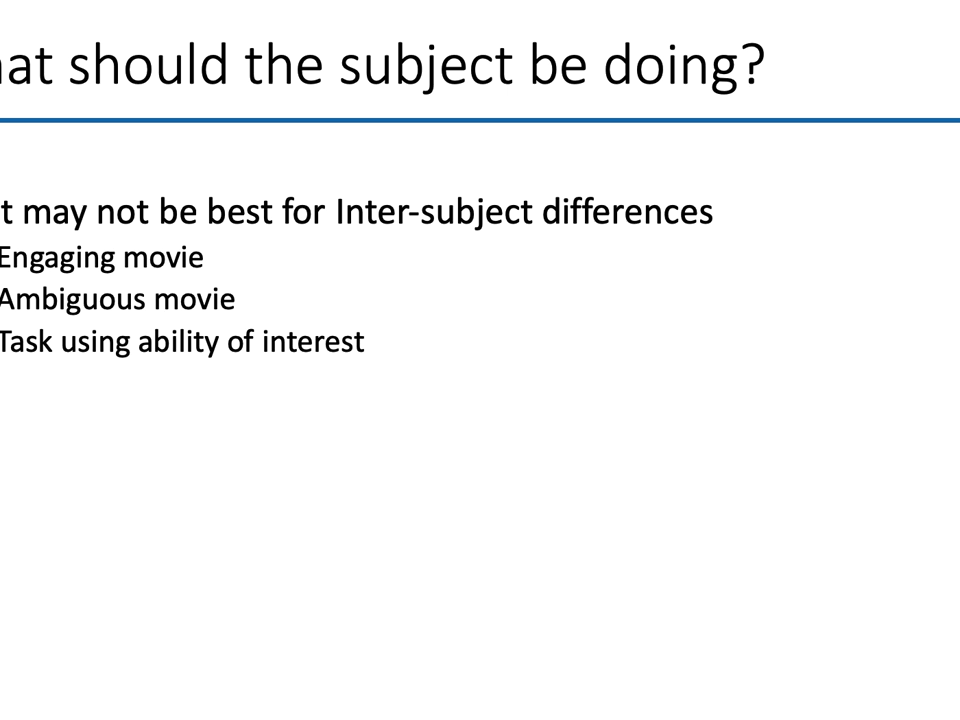 at should the subject be doing?
t may not be best for Inter-subject differences
Engaging movie
Ambiguous movie
Task using ability of interest